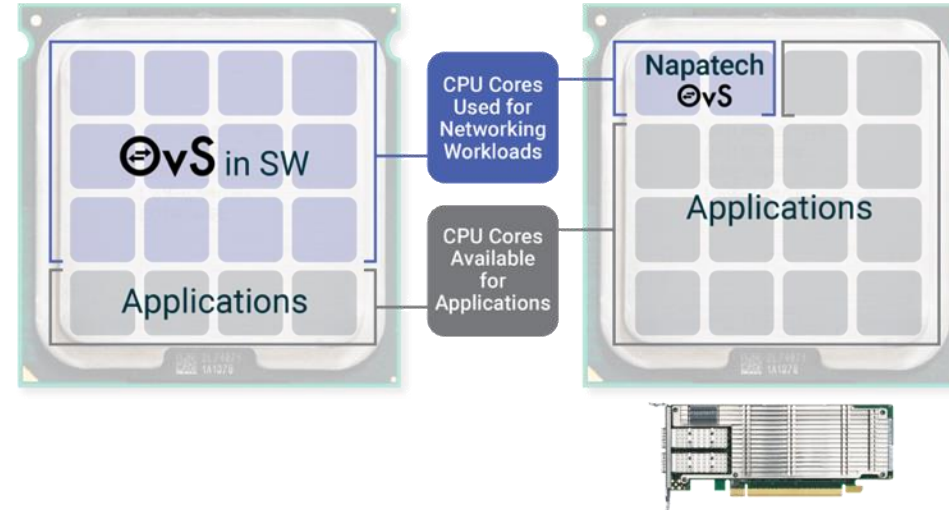 OvS in SW
Applications
CPU Cores
Used for
Networking
Workloads
CPU Cores
Available
for
Applications
Napatech
OvS
Applications